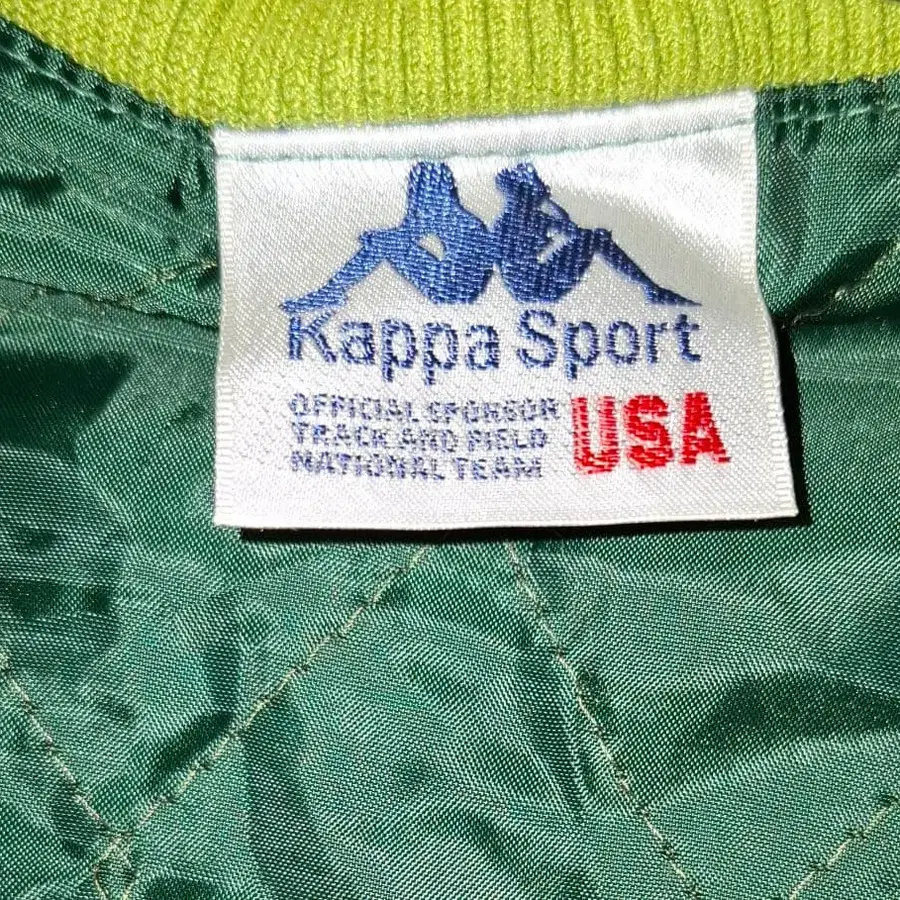 Kappa Sport
OFFICIAL SPONSOR
TRACK AND FIELD
NATIONAL TEAM
USA